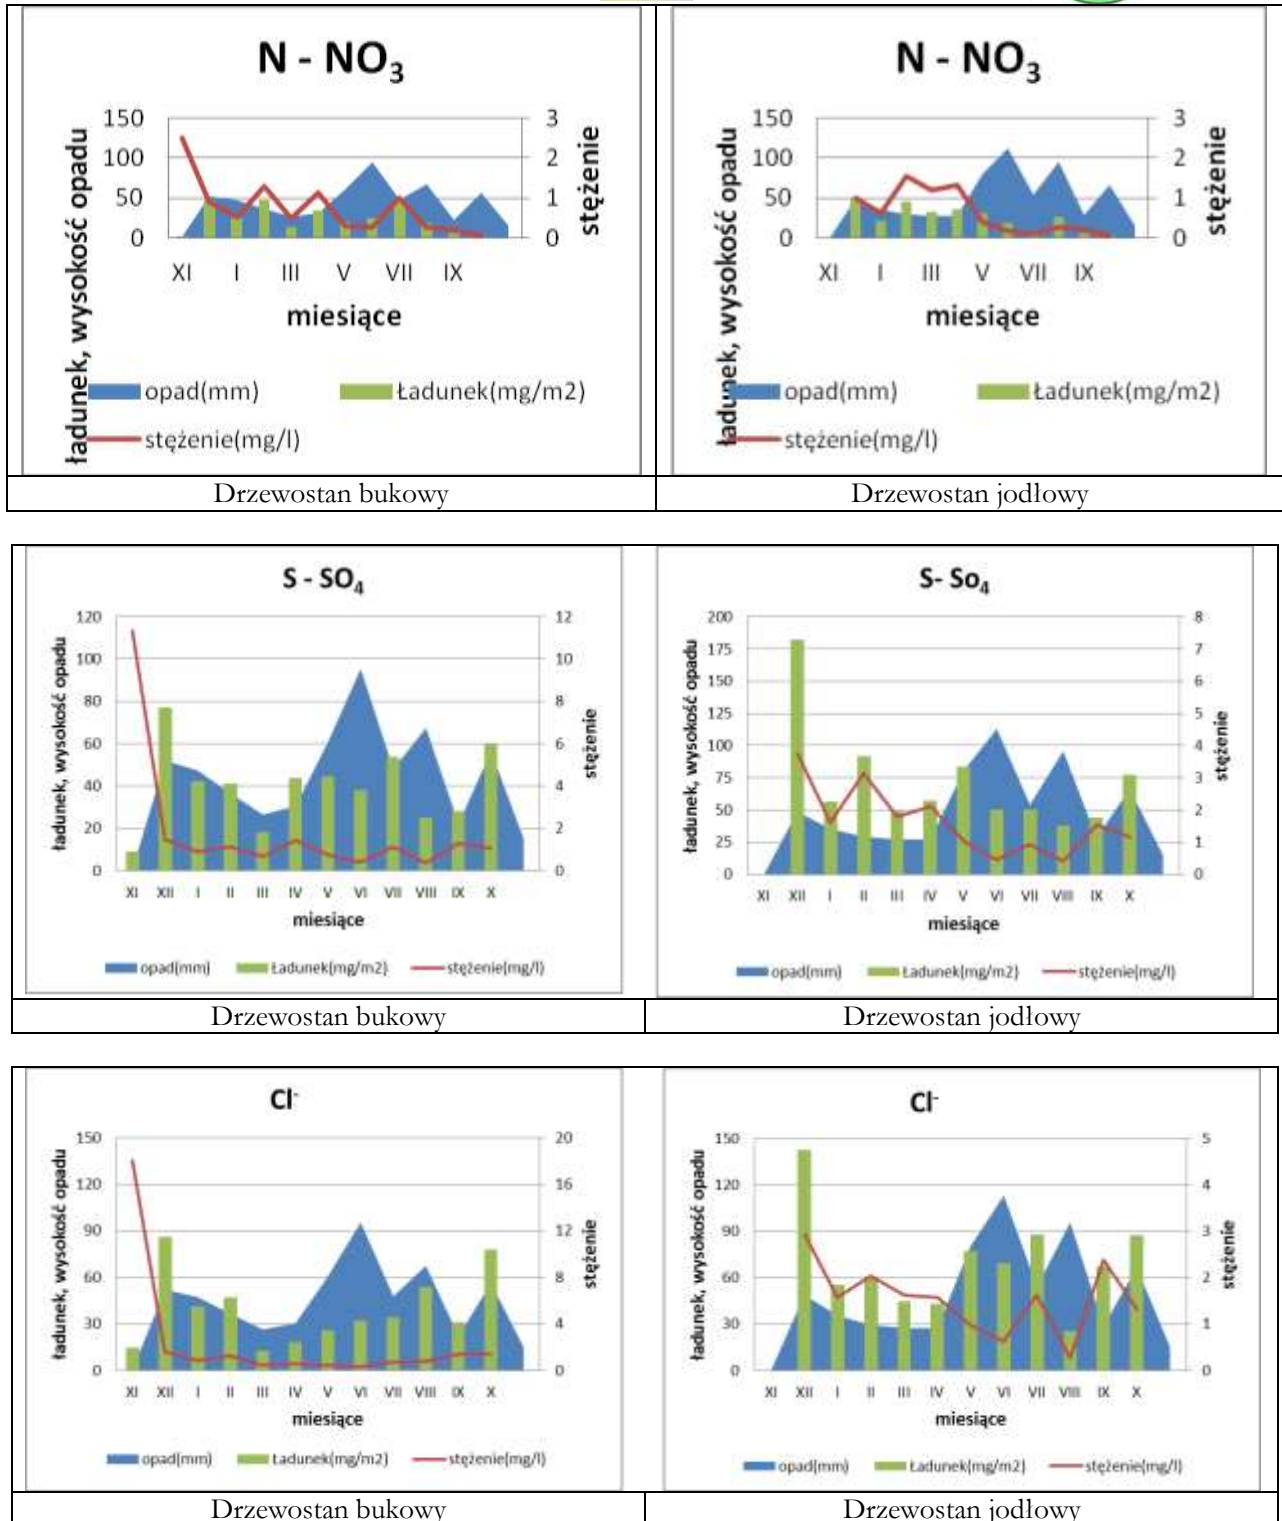 N - NO₃
ładunek, wysokość opadu
150
100
50
0
3
2
1
0
stężenie
XI I III V VII IX
miesiące
opad(mm)
Ładunek(mg/m2)
stężenie(mg/l)
Drzewostan bukowy
N - NO₃
ładunek, wysokość opadu
150
100
50
0
3
2
1
0
stężenie
XI I III V VII IX
miesiące
opad(mm)
Ładunek(mg/m2)
stężenie(mg/l)
Drzewostan jodłowy
S - SO₄
ładunek, wysokość opadu
120
100
80
60
40
20
0
12
10
8
6
4
2
0
stężenie
XI XII I II III IV V VI VII VIII IX X
miesiące
opad(mm) Ładunek(mg/m2) stężenie(mg/l)
Drzewostan bukowy
S- So₄
ładunek, wysokość opadu
200
175
150
125
100
75
50
25
0
8
7
6
5
4
3
2
1
0
stężenie
XI XII I II III IV V VI VII VIII IX X
miesiące
opad(mm) Ładunek(mg/m2) stężenie(mg/l)
Drzewostan jodłowy
Cl⁻
ładunek, wysokość opadu
150
120
90
60
30
0
20
16
12
8
4
0
stężenie
XI XII I II III IV V VI VII VIII IX X
miesiące
opad(mm) Ładunek(mg/m2) stężenie(mg/l)
Drzewostan bukowy
Cl⁻
ładunek, wysokość opadu
150
120
90
60
30
0
5
4
3
2
1
0
stężenie
XI XII I II III IV V VI VII VIII IX X
miesiące
opad(mm) Ładunek(mg/m2) stężenie(mg/l)
Drzewostan jodłowy